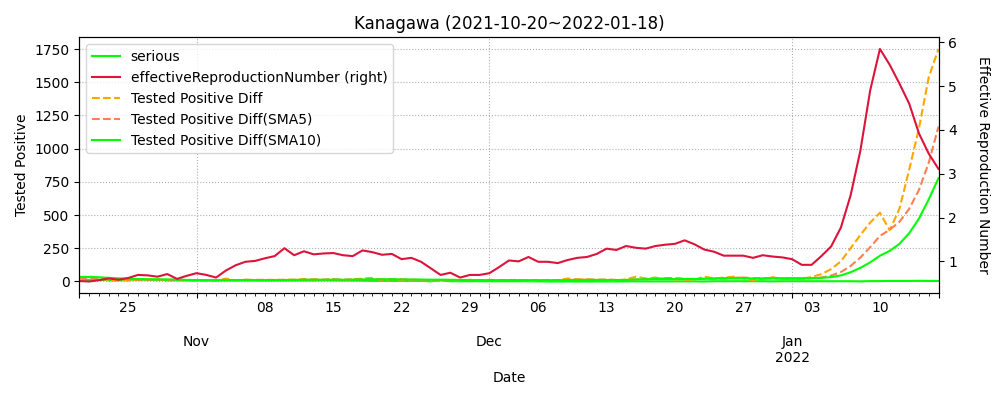 Kanagawa (2021-10-20~2022-01-18)
serious
effectiveReproductionNumber (right)
Tested Positive Diff
Tested Positive Diff(SMA5)
Tested Positive Diff(SMA10)
Tested Positive
1750
1500
1250
1000
750
500
250
0
6
5
4
3
2
1
Effective Reproduction Number
25 08 15 22 29 06 13 20 27 03 10
Nov Dec Jan
2022
Date